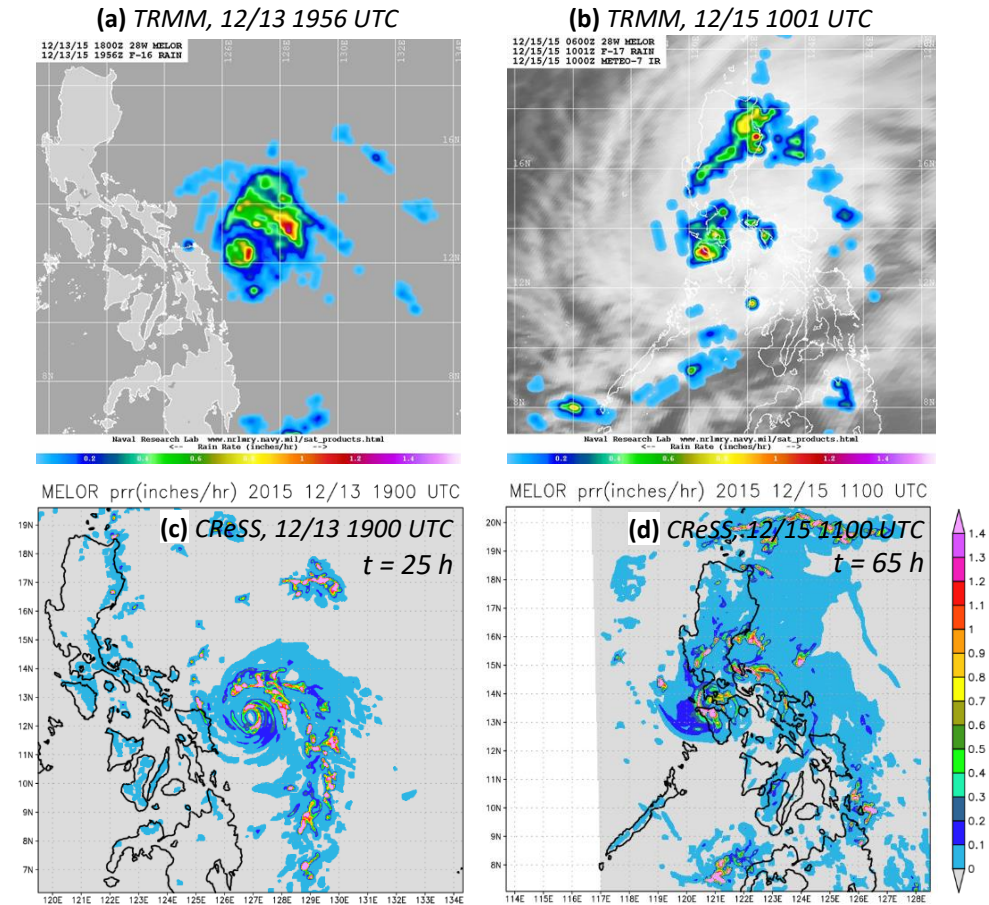 (a) TRMM, 12/13 1956 UTC
12/13/15 1800Z 28W MELOR
12/13/15 1956Z F-16 RAIN
126E 128E 130E 132E 134E
16N
12N
8N
Naval Research Lab www.nrlmry.navy.mil/sat_products.html
<-- Rain Rate (inches/hr) -->
0.2 0.4 0.6 0.8 1 1.2 1.4
(b) TRMM, 12/15 1001 UTC
12/15/15 0600Z 28W MELOR
12/15/15 1001Z F-17 RAIN
12/15/15 1000Z METEO-7 IR
16N 16N
12N 12N
8N 8N
Naval Research Lab www.nrlmry.navy.mil/sat_products.html
<-- Rain Rate (inches/hr) -->
0.2 0.4 0.6 0.8 1 1.2 1.4
MELOR prr(inches/hr) 2015 12/13 1900 UTC
(c) CReSS, 12/13 1900 UTC
t = 25 h
19N
18N
17N
16N
15N
14N
13N
12N
11N
10N
9N
8N
7N
120E 121E 122E 123E 124E 125E 126E 127E 128E 129E 130E 131E 132E 133E 134E
MELOR prr(inches/hr) 2015 12/15 1100 UTC
(d) CReSS, 12/15 1100 UTC
t = 65 h
20N
19N
18N
17N
16N
15N
14N
13N
12N
11N
10N
9N
8N
114E 115E 116E 117E 118E 119E 120E 121E 122E 123E 124E 125E 126E 127E 128E
1.4
1.3
1.2
1.1
1
0.9
0.8
0.7
0.6
0.5
0.4
0.3
0.2
0.1
0